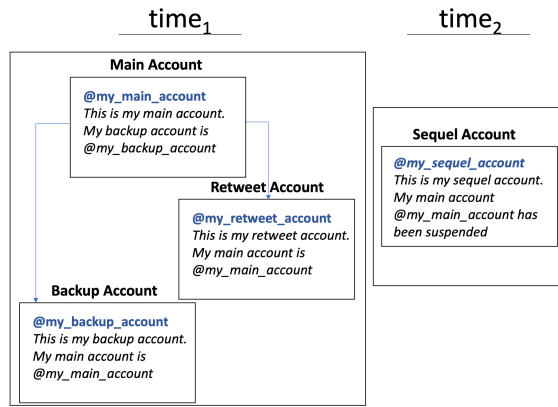 time₁
time₂
Main Account
@my_main_account
This is my main account.
My backup account is
@my_backup_account
Retweet Account
@my_retweet_account
This is my retweet account.
My main account is
@my_main_account
Backup Account
@my_backup_account
This is my backup account.
My main account is
@my_main_account
Sequel Account
@my_sequel_account
This is my sequel account.
My main account
@my_main_account has
been suspended